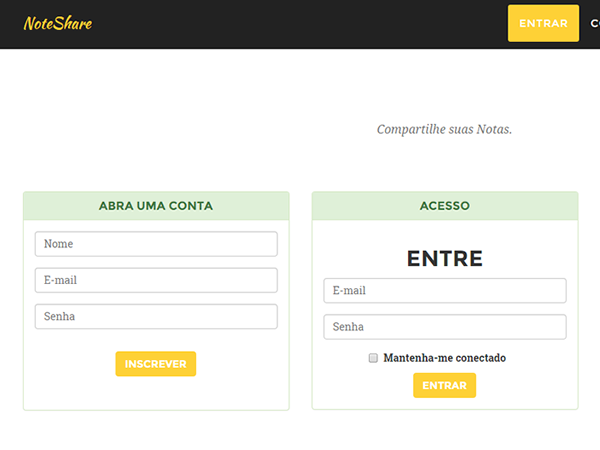 NoteShare
ENTRAR
Compartilhe suas Notas.
ABRA UMA CONTA
Nome
E-mail
Senha
INSCREVER
ACESSO
ENTRE
E-mail
Senha
Mantenha-me conectado
ENTRAR